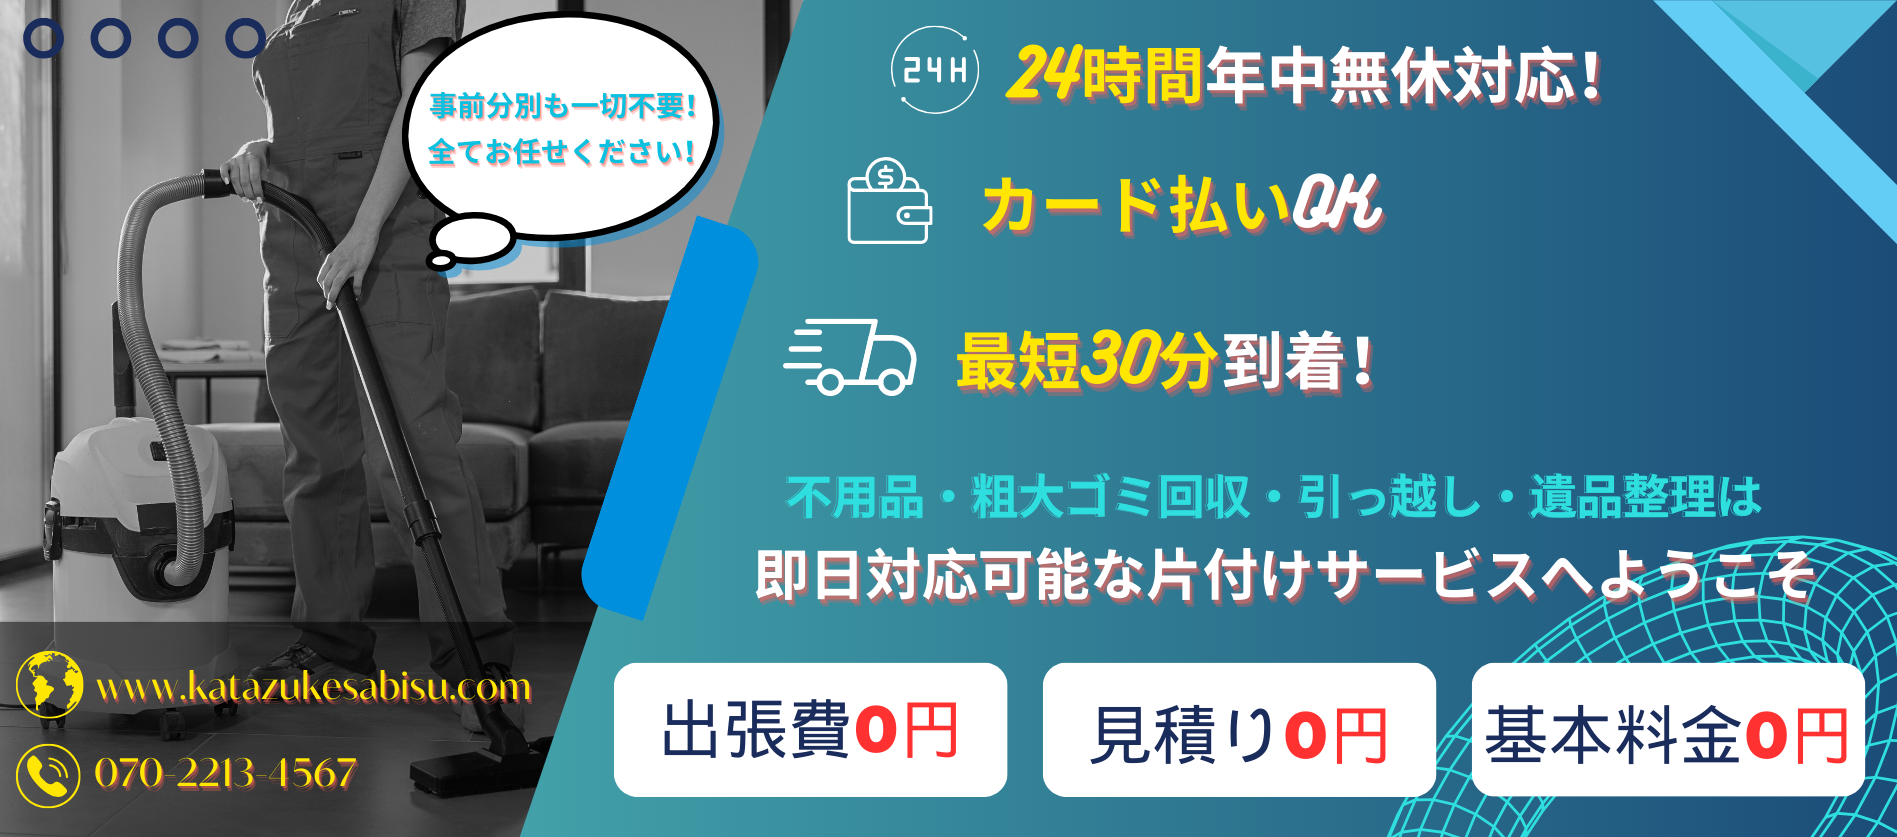 事前分別も一切不要！
全てお任せください！
24H
24時間年中無休対応！
カード払いOK
最短30分到着！
不用品・粗大ゴミ回収・引っ越し・遺品整理は
即日対応可能な片付けサービスへようこそ
www.katazukesabisu.com
070-2213-4567
出張費0円
見積り0円
基本料金0円